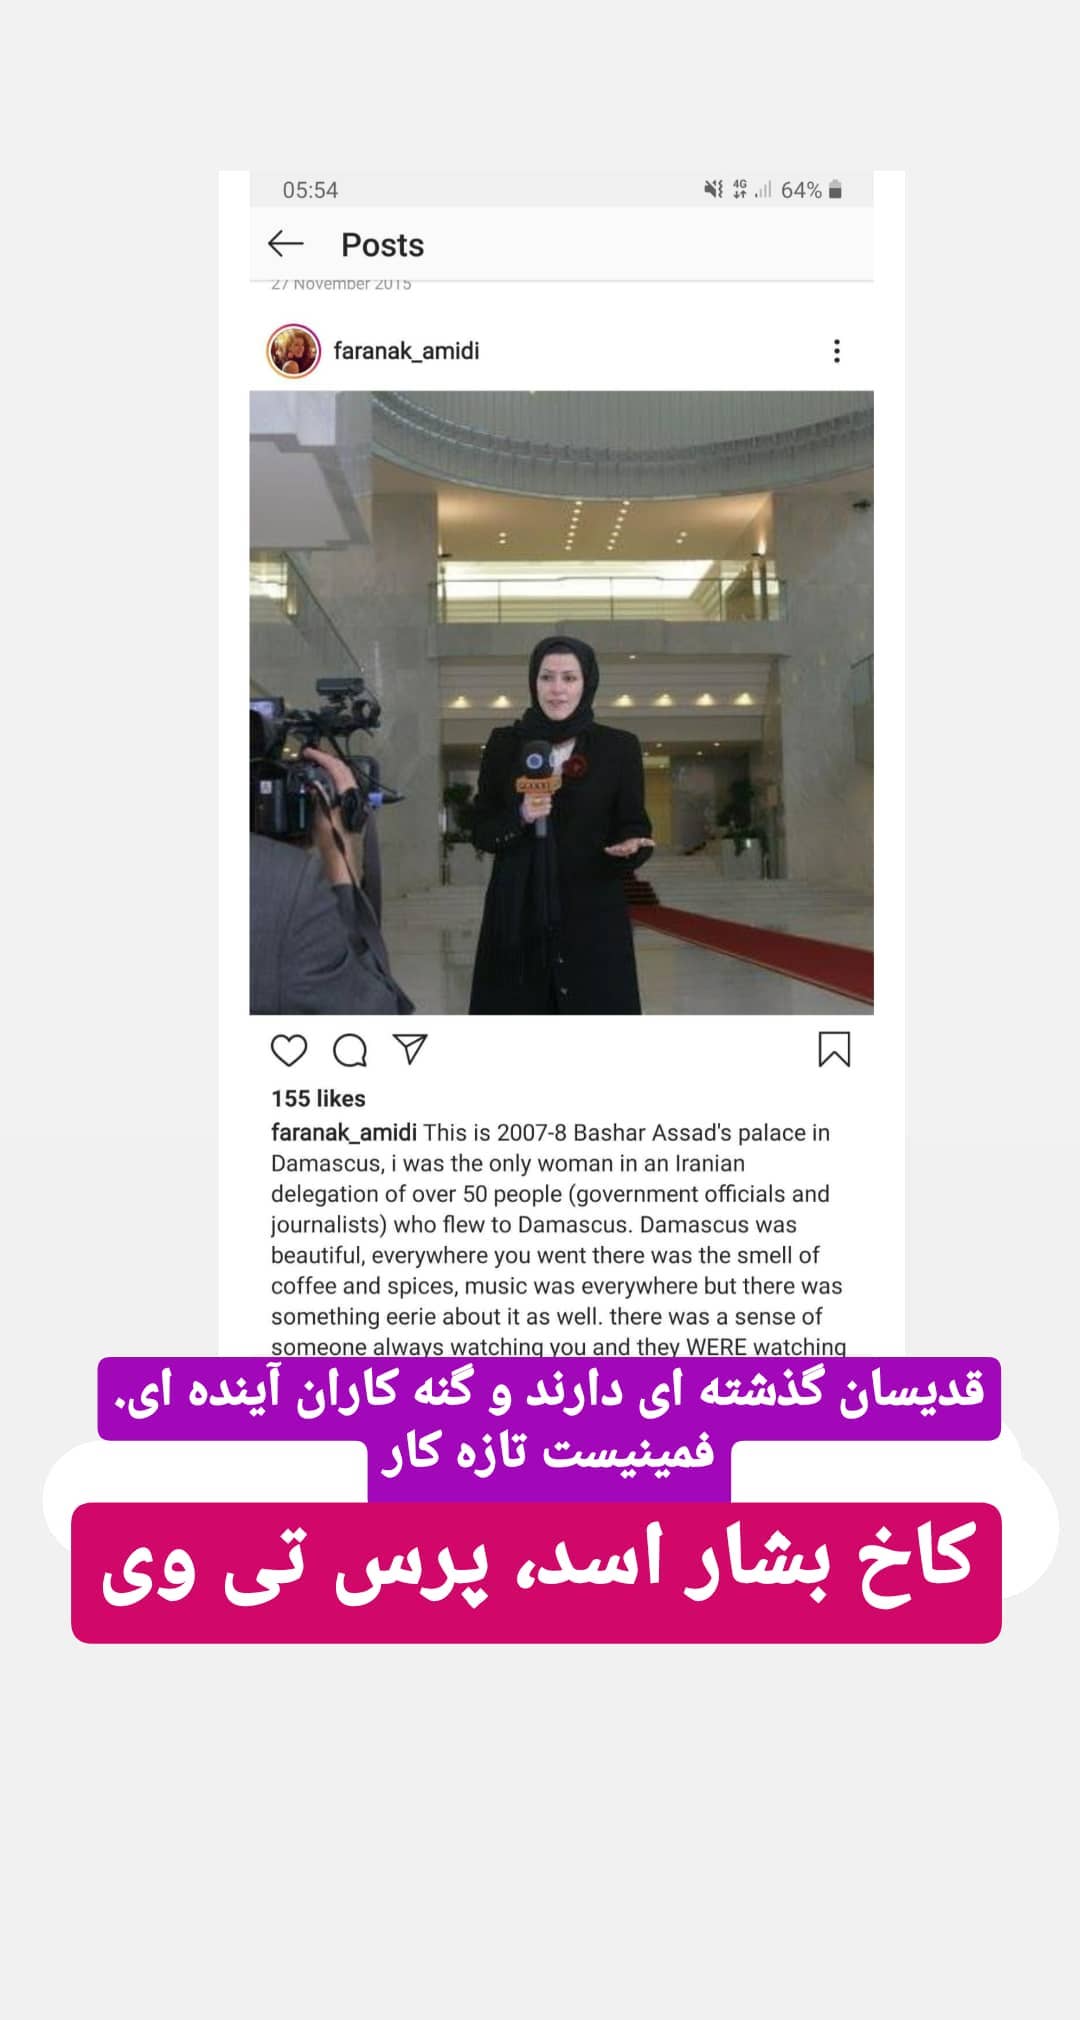 05:54
4G
64%
Posts
27 November 2015
faranak_amidi
155 likes
faranak_amidi This is 2007-8 Bashar Assad's palace in
Damascus, i was the only woman in an Iranian
delegation of over 50 people (government officials and
journalists) who flew to Damascus. Damascus was
beautiful, everywhere you went there was the smell of
coffee and spices, music was everywhere but there was
something eerie about it as well. there was a sense of
someone always watching you and they WERE watching
قدیسان گذشته ای دارند و گنه کاران آینده ای.
فمینیست تازه کار
کاخ بشار اسد، پرس تی وی